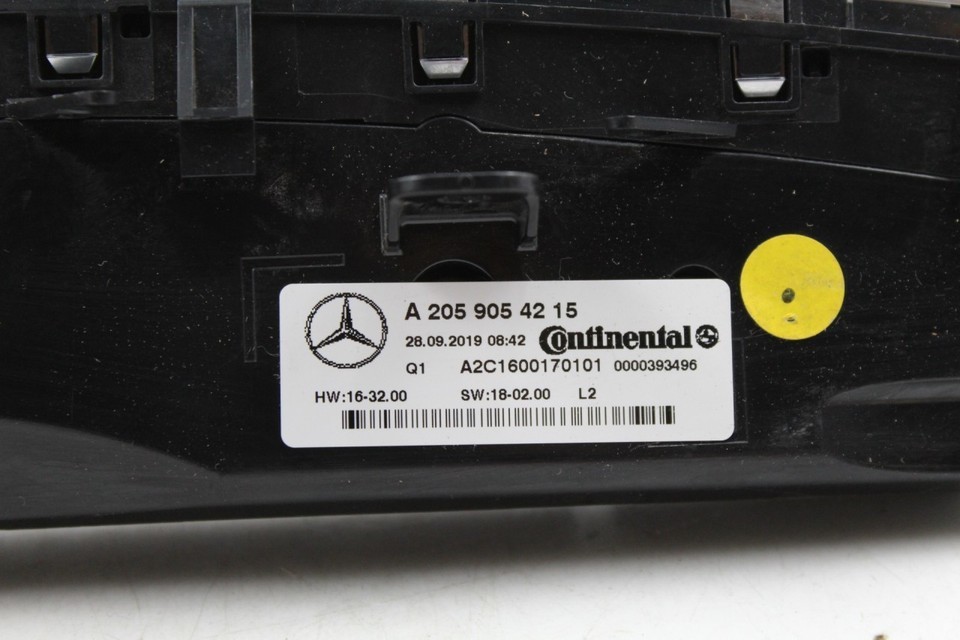 A 205 905 42 15
28.09.2019 08:42 Continental
Q1 A2C1600170101 0000393496
HW:16-32.00 SW:18-02.00 L2